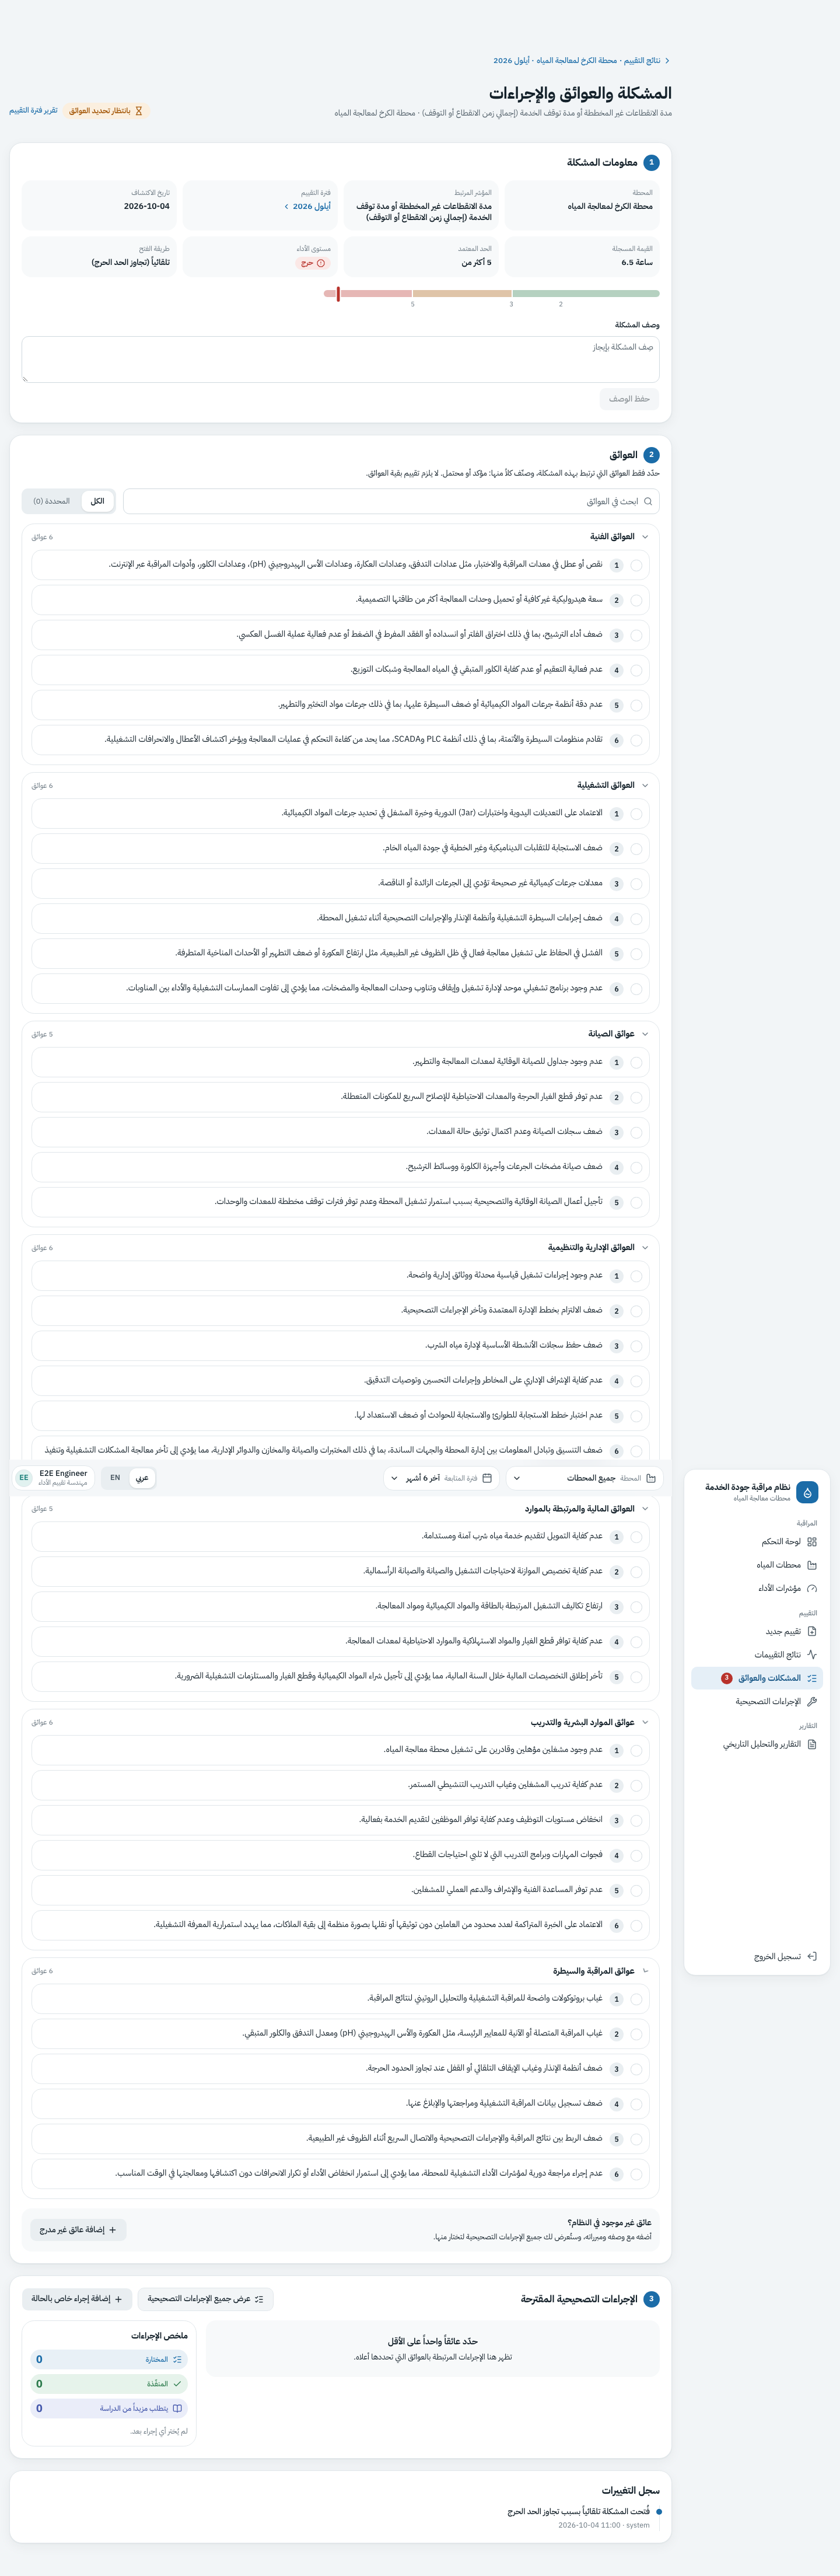 نتائج التقييم · محطة الكرخ لمعالجة المياه · أيلول 2026
المشكلة والعوائق والإجراءات
مدة الانقطاعات غير المخططة أو مدة توقف الخدمة (إجمالي زمن الانقطاع أو التوقف) · محطة الكرخ لمعالجة المياه
بانتظار تحديد العوائق
تقرير فترة التقييم
1 معلومات المشكلة
المحطة
محطة الكرخ لمعالجة المياه
المؤشر المرتبط
مدة الانقطاعات غير المخططة أو مدة توقف
الخدمة (إجمالي زمن الانقطاع أو التوقف)
فترة التقييم
أيلول 2026
تاريخ الاكتشاف
2026-10-04
القيمة المسجلة
6.5 ساعة
الحد المعتمد
أكثر من 5
مستوى الأداء
حرج
طريقة الفتح
تلقائياً (تجاوز الحد الحرج)
2
3
5
وصف المشكلة
صف المشكلة بإيجاز
حفظ الوصف
2 العوائق
حدّد فقط العوائق التي ترتبط بهذه المشكلة، وصنّف كلاً منها: مؤكد أو محتمل. لا يلزم تقييم بقية العوائق.
ابحث في العوائق
الكل
المحددة (0)
العوائق الفنية
6 عوائق
1 نقص أو عطل في معدات المراقبة والاختبار، مثل عدادات التدفق، وعدادات العكارة، وعدادات الأس الهيدروجيني (pH)، وعدادات الكلور، وأدوات المراقبة عبر الإنترنت.
2 سعة هيدروليكية غير كافية أو تحميل وحدات المعالجة أكثر من طاقتها التصميمية.
3 ضعف أداء الترشيح، بما في ذلك اختراق الفلتر أو انسداده أو الفقد المفرط في الضغط أو عدم فعالية عملية الغسل العكسي.
4 عدم فعالية التعقيم أو عدم كفاية الكلور المتبقي في المياه المعالجة وشبكات التوزيع.
5 عدم دقة أنظمة جرعات المواد الكيميائية أو ضعف السيطرة عليها، بما في ذلك جرعات مواد التخثير والتطهير.
6 تقادم منظومات السيطرة والأتمتة، بما في ذلك أنظمة PLC وSCADA، مما يحد من كفاءة التحكم في عمليات المعالجة ويؤخر اكتشاف الأعطال والانحرافات التشغيلية.
العوائق التشغيلية
6 عوائق
1 الاعتماد على التعديلات اليدوية واختبارات (Jar) الدورية وخبرة المشغل في تحديد جرعات المواد الكيميائية.
2 ضعف الاستجابة للتقلبات الديناميكية وغير الخطية في جودة المياه الخام.
3 معدلات جرعات كيميائية غير صحيحة تؤدي إلى الجرعات الزائدة أو الناقصة.
4 ضعف إجراءات السيطرة التشغيلية وأنظمة الإنذار والإجراءات التصحيحية أثناء تشغيل المحطة.
5 الفشل في الحفاظ على تشغيل معالجة فعال في ظل الظروف غير الطبيعية، مثل ارتفاع العكورة أو ضعف التطهير أو الأحداث المناخية المتطرفة.
6 عدم وجود برنامج تشغيلي موحد لإدارة تشغيل وإيقاف وتناوب وحدات المعالجة والمضخات، مما يؤدي إلى تفاوت الممارسات التشغيلية والأداء بين المناوبات.
عوائق الصيانة
5 عوائق
1 عدم وجود جداول للصيانة الوقائية لمعدات المعالجة والتطهير.
2 عدم توفر قطع الغيار الحرجة والمعدات الاحتياطية للإصلاح السريع للمكونات المتعطلة.
3 ضعف سجلات الصيانة وعدم اكتمال توثيق حالة المعدات.
4 ضعف صيانة مضخات الجرعات وأجهزة الكلورة ووسائط الترشيح.
5 تأجيل أعمال الصيانة الوقائية والتصحيحية بسبب استمرار تشغيل المحطة وعدم توفر فترات توقف مخططة للمعدات والوحدات.
العوائق الإدارية والتنظيمية
6 عوائق
1 عدم وجود إجراءات تشغيل قياسية محدثة ووثائق إدارية واضحة.
2 ضعف الالتزام بخطط الإدارة المعتمدة وتأخر الإجراءات التصحيحية.
3 ضعف حفظ سجلات الأنشطة الأساسية لإدارة مياه الشرب.
4 عدم كفاية الإشراف الإداري على المخاطر وإجراءات التحسين وتوصيات التدقيق.
5 عدم اختبار خطط الاستجابة للطوارئ والاستجابة للحوادث أو ضعف الاستعداد لها.
6 ضعف التنسيق وتبادل المعلومات بين إدارة المحطة والجهات الساندة، بما في ذلك المختبرات والصيانة والمخازن والدوائر الإدارية، مما يؤدي إلى تأخر معالجة المشكلات وتنفيذ
المحطة جميع المحطات
فترة المتابعة آخر 6 أشهر
عربي
EN
E2E Engineer
مهندسة تقييم الأداء
EE
نظام مراقبة جودة الخدمة
محطات معالجة المياه
المراقبة
لوحة التحكم
محطات المياه
مؤشرات الأداء
التقييم
تقييم جديد
نتائج التقييمات
المشكلات والعوائق 3
الإجراءات التصحيحية
التقارير
التقارير والتحليل التاريخي
تسجيل الخروج
العوائق المالية والمرتبطة بالموارد
5 عوائق
1 عدم كفاية التمويل لتقديم خدمة مياه شرب آمنة ومستدامة.
2 عدم كفاية تخصيص الموازنة لاحتياجات التشغيل والصيانة والصيانة الرأسمالية.
3 ارتفاع تكاليف التشغيل المرتبطة بالطاقة والمواد الكيميائية ومواد المعالجة.
4 عدم كفاية توافر قطع الغيار والمواد الاستهلاكية والموارد الاحتياطية لمعدات المعالجة.
5 تأخر إطلاق التخصيصات المالية خلال السنة المالية، مما يؤدي إلى تأجيل شراء المواد الكيميائية وقطع الغيار والمستلزمات التشغيلية الضرورية.
عوائق الموارد البشرية والتدريب
6 عوائق
1 عدم وجود مشغلين مؤهلين وقادرين على تشغيل محطة معالجة المياه.
2 عدم كفاية تدريب المشغلين وغياب التدريب التنشيطي المستمر.
3 انخفاض مستويات التوظيف وعدم كفاية توافر الموظفين لتقديم الخدمة بفعالية.
4 فجوات المهارات وبرامج التدريب التي لا تلبي احتياجات القطاع.
5 عدم توفر المساعدة الفنية والإشراف والدعم العملي للمشغلين.
6 الاعتماد على الخبرة المتراكمة لعدد محدود من العاملين دون توثيقها أو نقلها بصورة منظمة إلى بقية الملاكات، مما يهدد استمرارية المعرفة التشغيلية.
عوائق المراقبة والسيطرة
6 عوائق
1 غياب بروتوكولات واضحة للمراقبة التشغيلية والتحليل الروتيني لنتائج المراقبة.
2 غياب المراقبة المتصلة أو الآنية للمعايير الرئيسة، مثل العكورة والأس الهيدروجيني (pH) ومعدل التدفق والكلور المتبقي.
3 ضعف أنظمة الإنذار وغياب الإيقاف التلقائي أو القفل عند تجاوز الحدود الحرجة.
4 ضعف تسجيل بيانات المراقبة التشغيلية ومراجعتها والإبلاغ عنها.
5 ضعف الربط بين نتائج المراقبة والإجراءات التصحيحية والاتصال السريع أثناء الظروف غير الطبيعية.
6 عدم إجراء مراجعة دورية لمؤشرات الأداء التشغيلية للمحطة، مما يؤدي إلى استمرار انخفاض الأداء أو تكرار الانحرافات دون اكتشافها ومعالجتها في الوقت المناسب.
عائق غير موجود في النظام؟
أضفه مع وصفه ومبرراته، وستُعرض لك جميع الإجراءات التصحيحية لتختار منها.
إضافة عائق غير مدرج
3 الإجراءات التصحيحية المقترحة
عرض جميع الإجراءات التصحيحية
إضافة إجراء خاص بالحالة
حدّد عائقاً واحداً على الأقل
تظهر هنا الإجراءات المرتبطة بالعوائق التي تحددها أعلاه.
ملخص الإجراءات
المختارة 0
المنفّذة 0
يتطلب مزيداً من الدراسة 0
لم يُختر أي إجراء بعد.
سجل التغييرات
فُتحت المشكلة تلقائياً بسبب تجاوز الحد الحرج
2026-10-04 11:00 · system